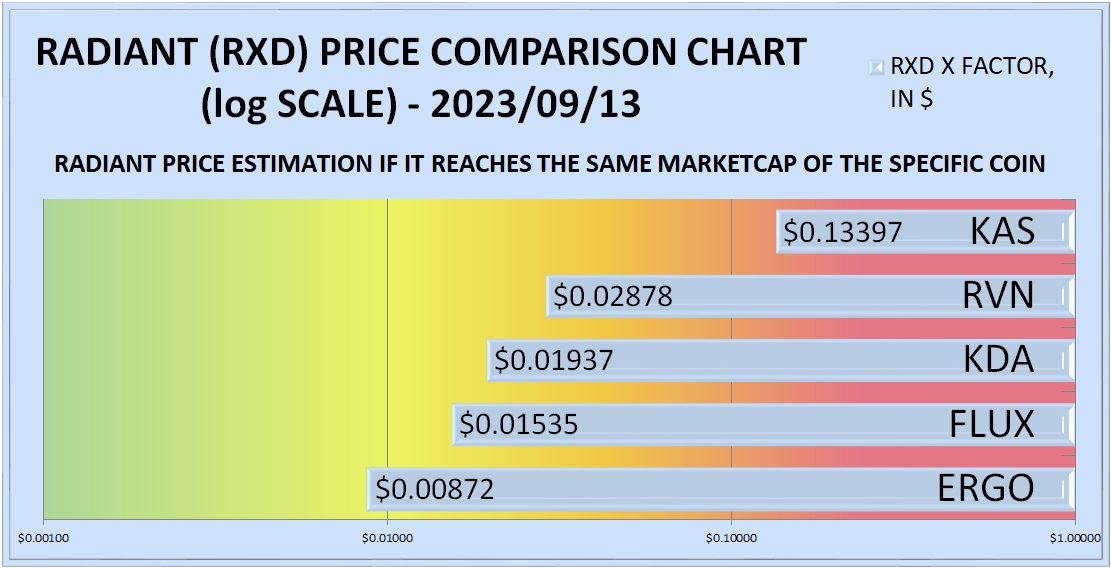 RADIANT (RXD) PRICE COMPARISON CHART
(log SCALE) - 2023/09/13
RXD X FACTOR,
IN $
RADIANT PRICE ESTIMATION IF IT REACHES THE SAME MARKETCAP OF THE SPECIFIC COIN
$0.13397 KAS
$0.02878 RVN
$0.01937 KDA
$0.01535 FLUX
$0.00872 ERGO
$0.00100 $0.01000 $0.10000 $1.00000